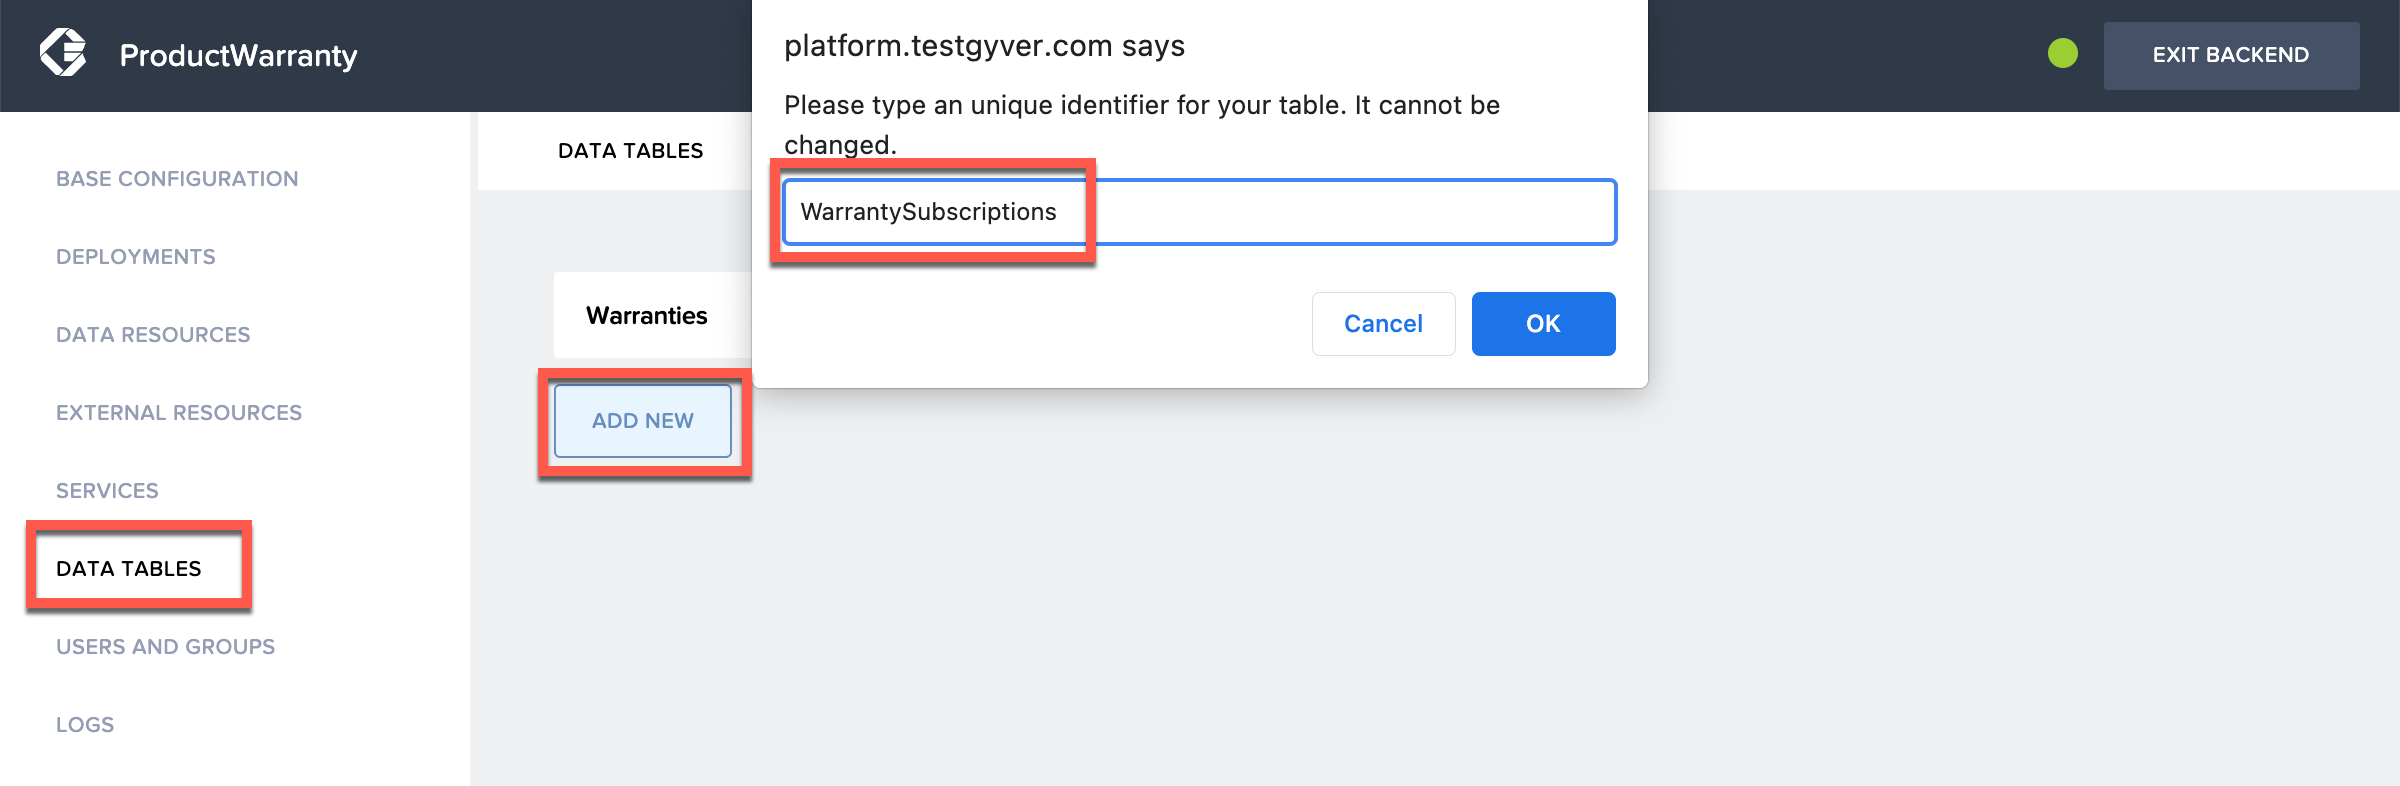 ProductWarranty
platform.testgyver.com says
Please type an unique identifier for your table. It cannot be
changed.
WarrantySubscriptions
Cancel
OK
EXIT BACKEND
BASE CONFIGURATION
DEPLOYMENTS
DATA RESOURCES
EXTERNAL RESOURCES
SERVICES
DATA TABLES
USERS AND GROUPS
LOGS
DATA TABLES
Warranties
ADD NEW